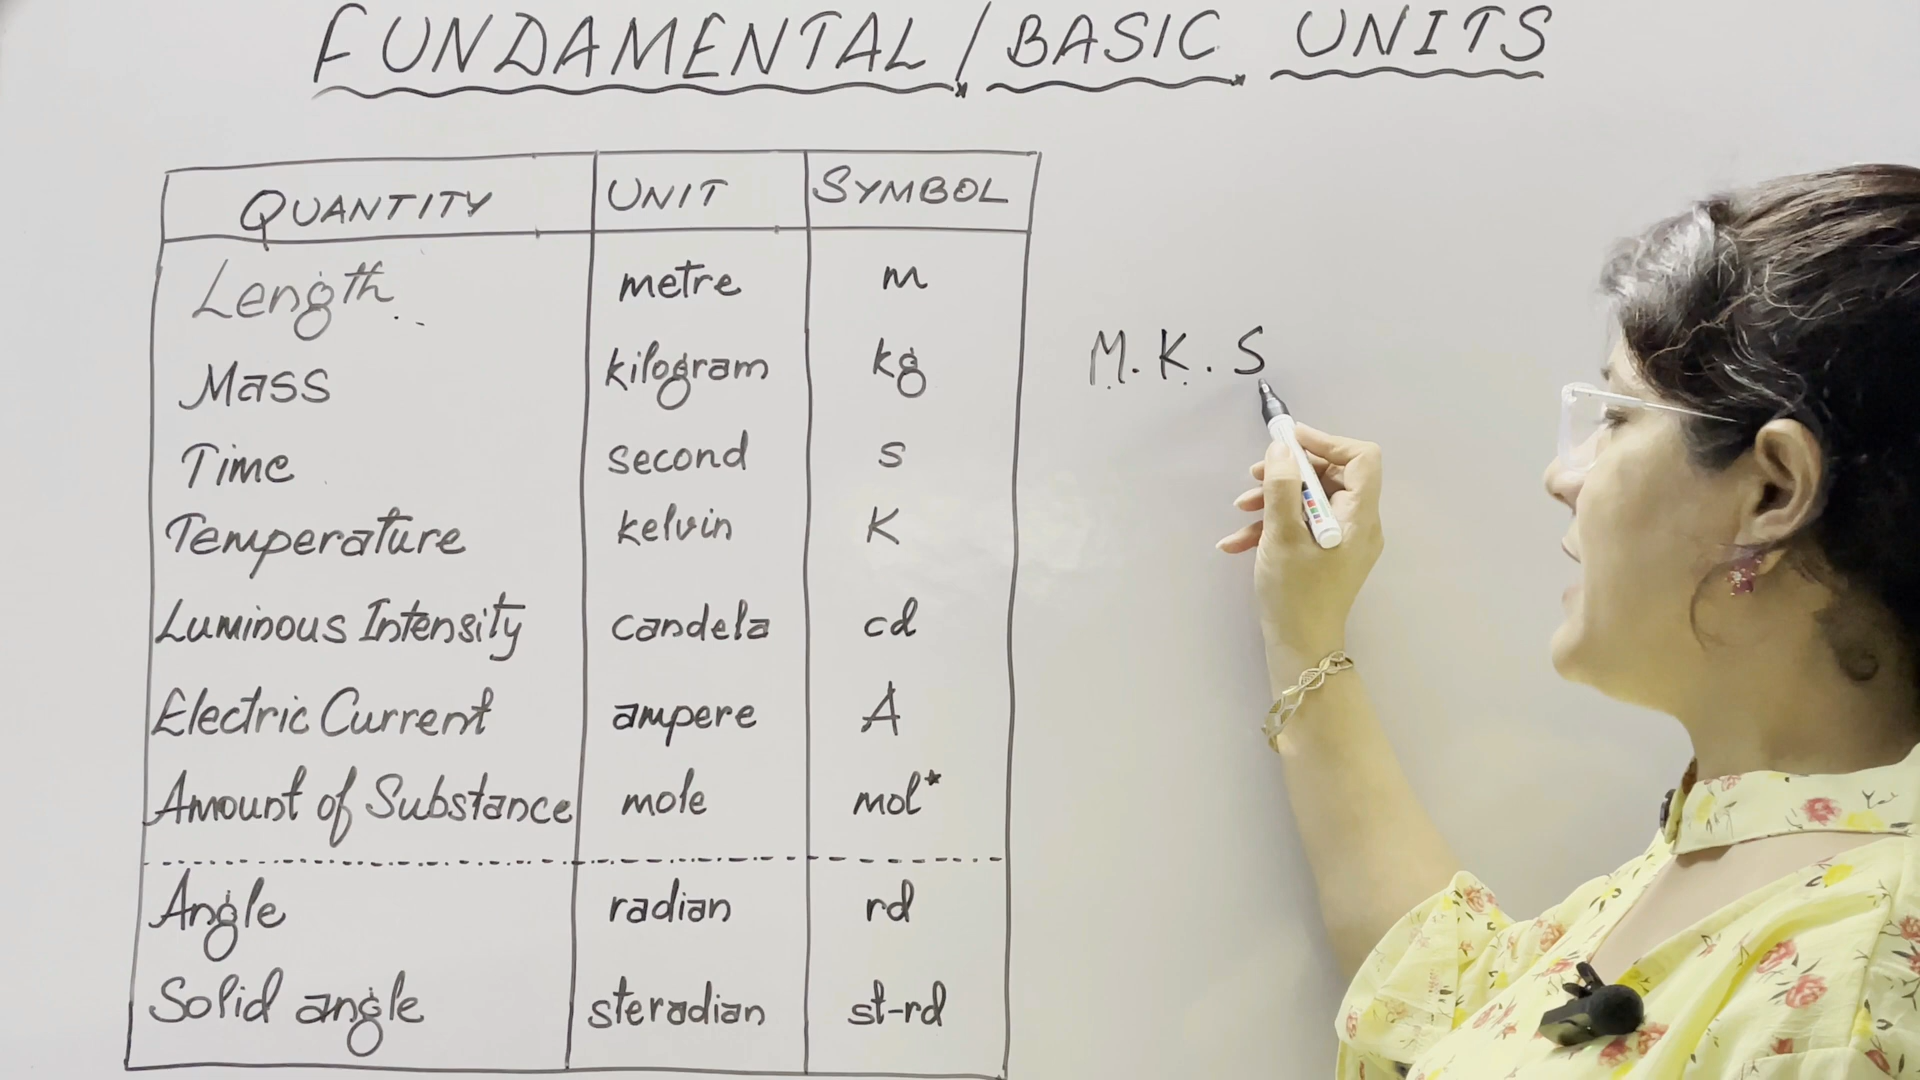 FUNDAMENTAL / BASIC UNITS
QUANTITY UNIT SYMBOL
Length metre m
Mass kilogram kg
Time second s
Temperature kelvin K
Luminous Intensity candela cd
Electric Current ampere A
Amount of Substance mole mol*
Angle radian rd
Solid angle steradian st-rd
M. K. S